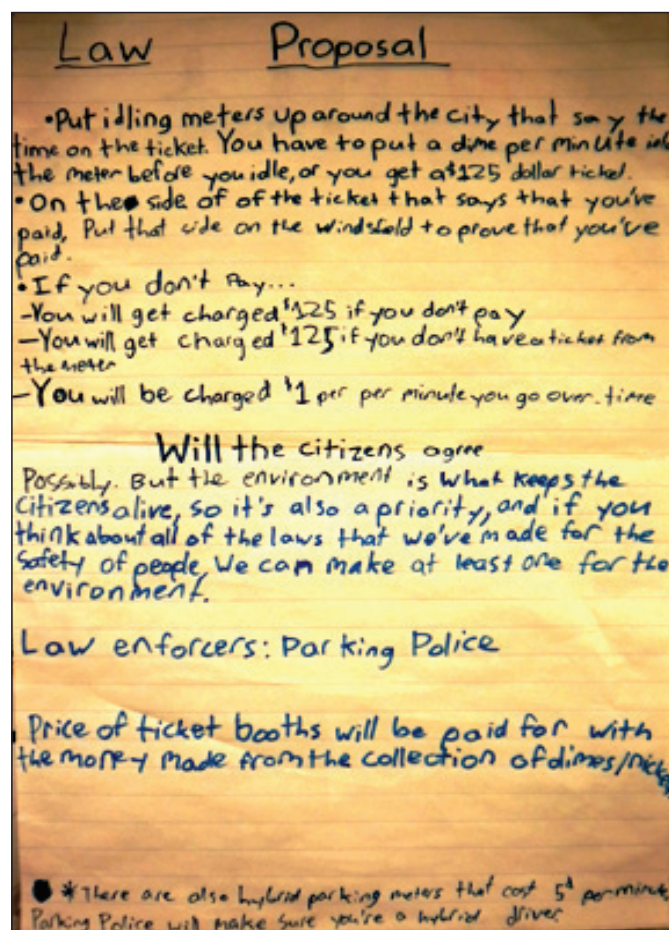 Law Proposal
•Put idling meters up around the city that say the
time on the ticket. You have to put a dime per minute into
the meter before you idle, or you get a $125 dollar ticket.
•On the side of of the ticket that says that you've
paid, Put that side on the windsheld to prove that you've
paid.
•If you don't Pay...
-You will get charged $125 if you don't pay
-You will get charged $125 if you don't have a ticket from
the meter
-You will be charged $1 per per minute you go over. time
Will the citizens agree
Possibly. But the environment is what keeps the
Citizens alive, so it's also a priority, and if you
think about all of the laws that we've made for the
safety of people, We can make at least one for the
environment.
Law enforcers: Parking Police
Price of ticket booths will be paid for with
the money made from the collection of dimes/
*There are also hybrid parking meters that cost 5¢ per minute,
Parking Police will make sure you're a hybrid driver